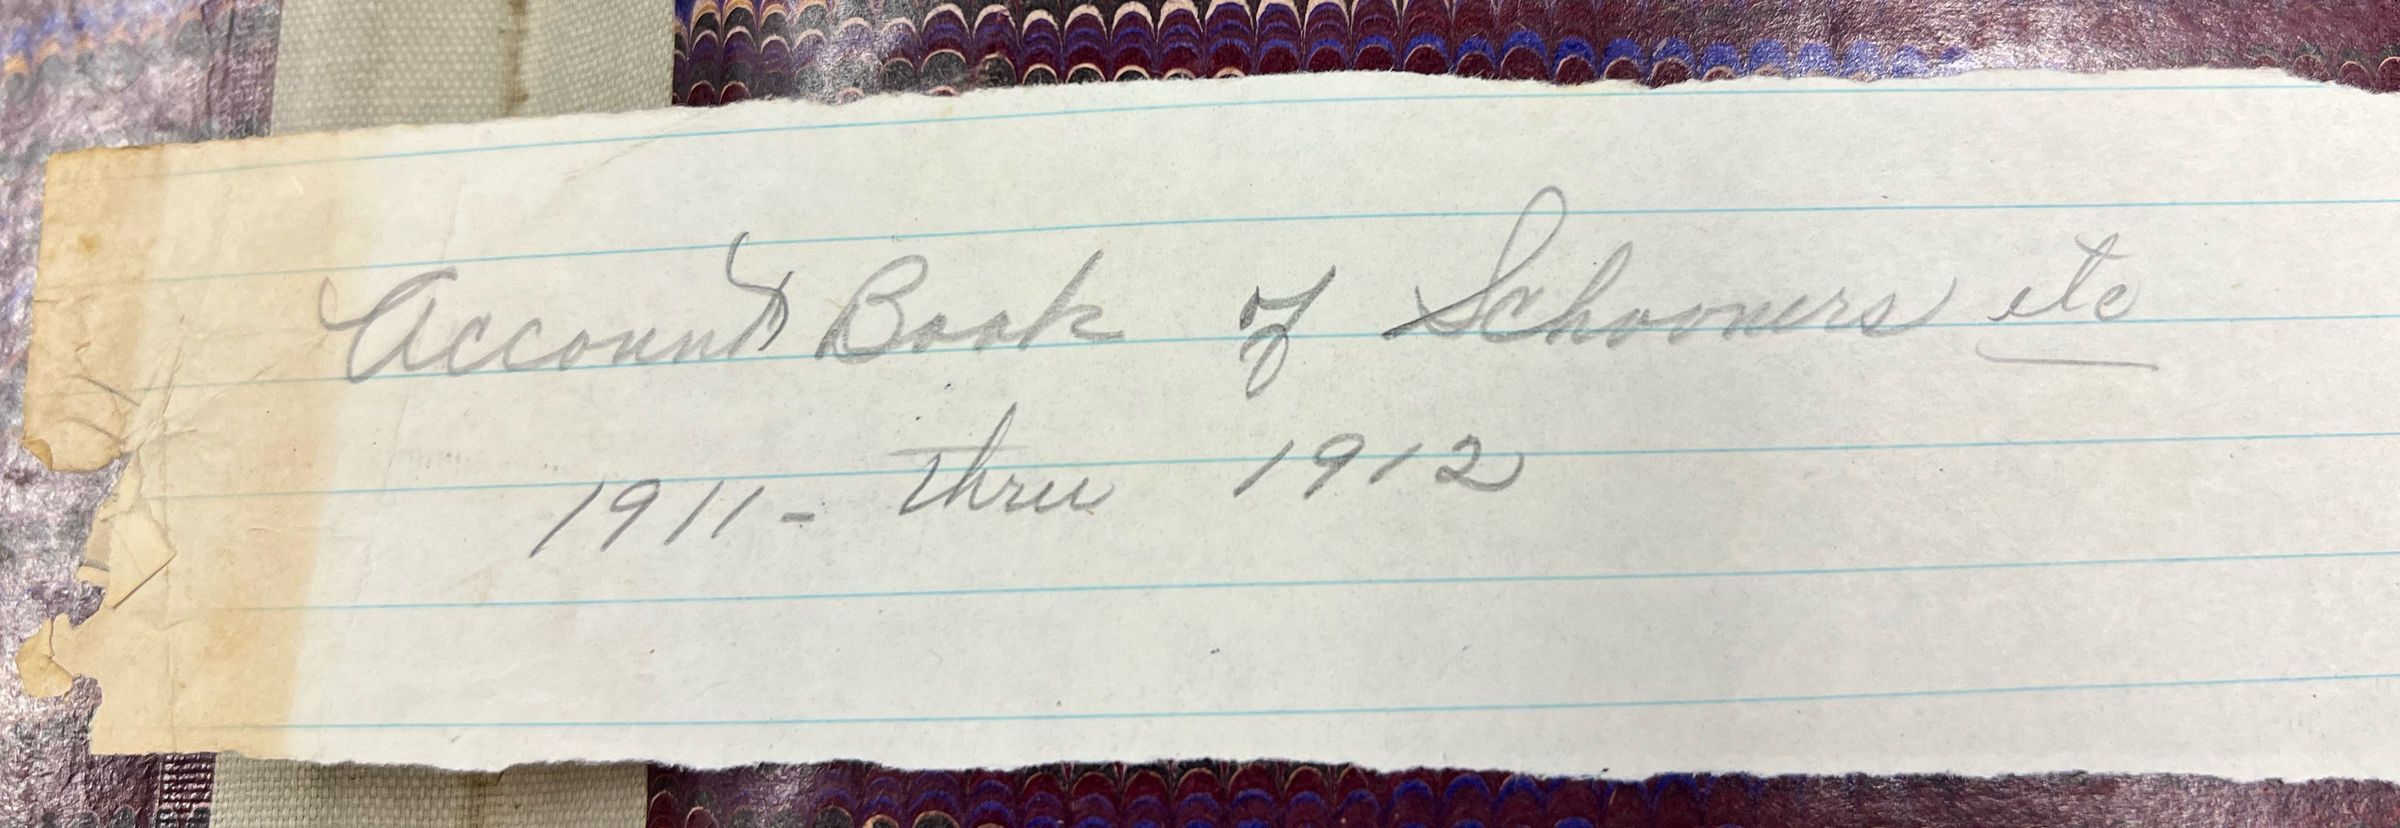 Account Book of Schooners etc
1911 - thru 1912